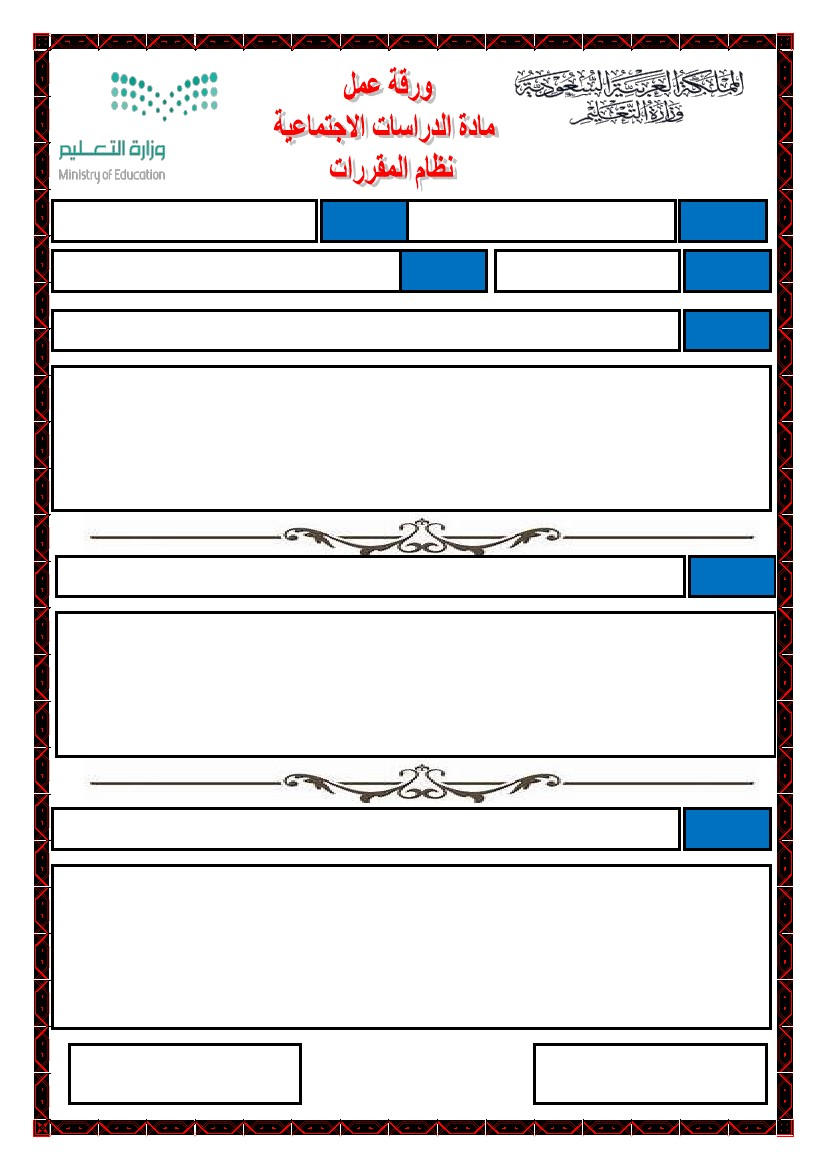 المملكة العربية السعودية
وزارة التعليم
ورقة عمل
مادة الدراسات الاجتماعية
نظام المقررات
وزارة التعليم
Ministry of Education